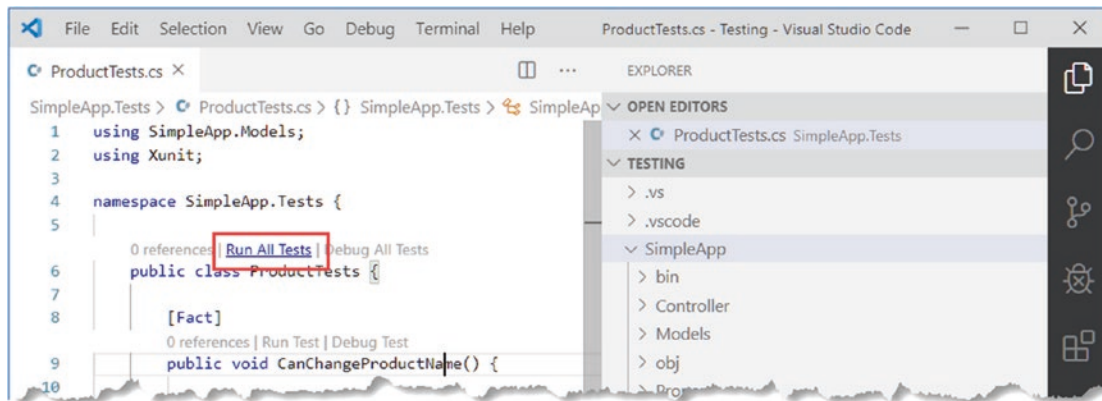 File Edit Selection View Go Debug Terminal Help ProductTests.cs - Testing - Visual Studio Code
ProductTests.cs
SimpleApp.Tests > ProductTests.cs > {} SimpleApp.Tests > SimpleAp
1 using SimpleApp.Models;
2 using Xunit;
3
4 namespace SimpleApp.Tests {
5
0 references | Run All Tests | Debug All Tests
6 public class ProductTests {
7
8 [Fact]
0 references | Run Test | Debug Test
9 public void CanChangeProductName() {
10
EXPLORER
OPEN EDITORS
ProductTests.cs SimpleApp.Tests
TESTING
> .vs
> .vscode
SimpleApp
> bin
> Controller
> Models
> obj